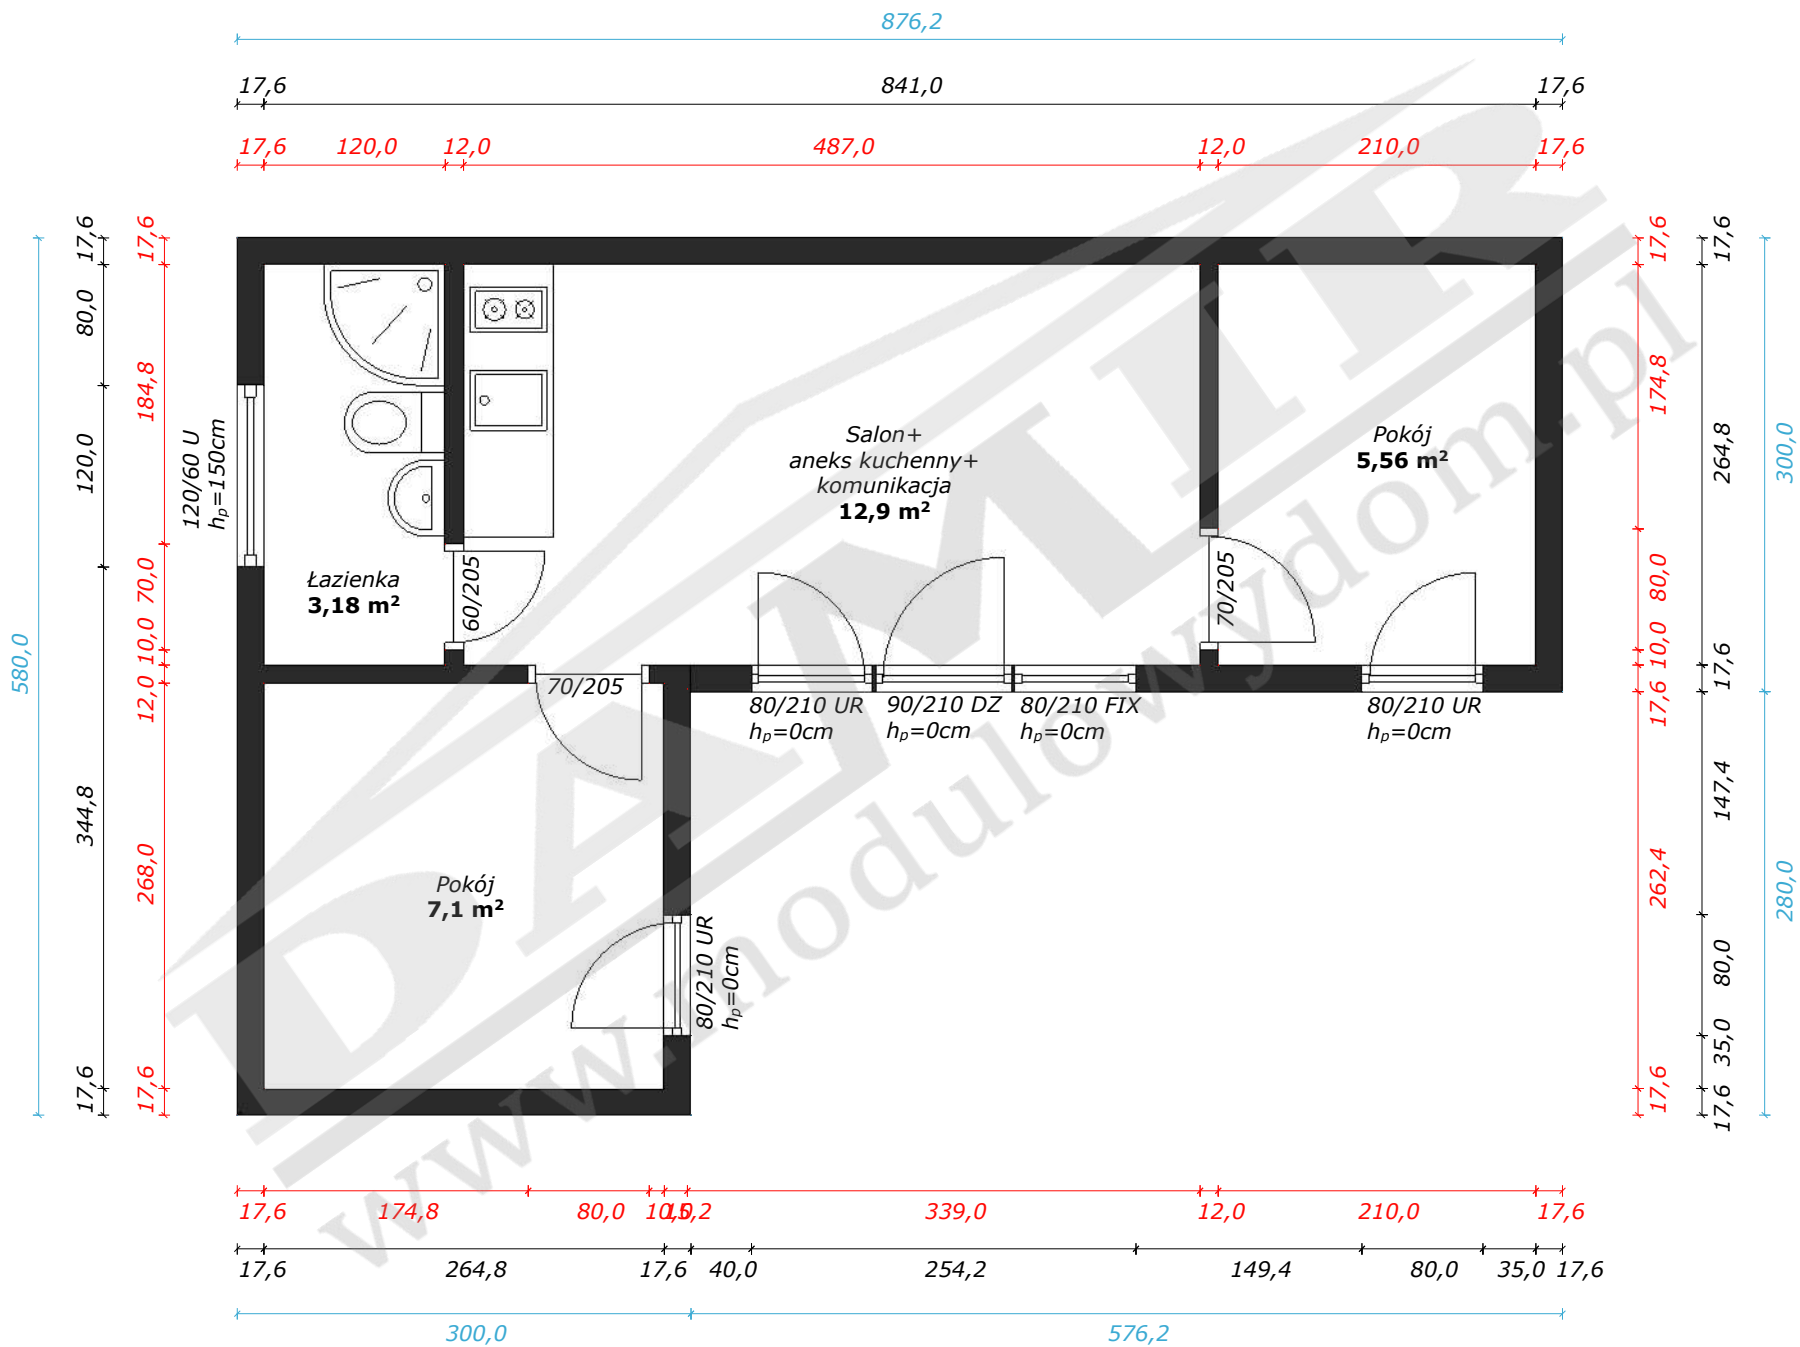 876,2
17,6 841,0 17,6
17,6 120,0 12,0 487,0 12,0 210,0 17,6
580,0
17,6
80,0
120,0
344,8
17,6
17,6
184,8
70,0
10,0
12,0
268,0
17,6
120/60 U
hₚ=150cm
Łazienka
3,18 m²
60/205
Salon+
aneks kuchenny+
komunikacja
12,9 m²
Pokój
5,56 m²
70/205
70/205
80/210 UR
hₚ=0cm
90/210 DZ
hₚ=0cm
80/210 FIX
hₚ=0cm
80/210 UR
hₚ=0cm
Pokój
7,1 m²
80/210 UR
hₚ=0cm
17,6
174,8
80,0
10,0
17,6
262,4
17,6
17,6
264,8
17,6
147,4
80,0
35,0
17,6
300,0
280,0
17,6 174,8 80,0 339,0 12,0 210,0 17,6
17,6 264,8 17,6 40,0 254,2 149,4 80,0 35,0 17,6
300,0 576,2
DAMIR
www.modulowydom.pl